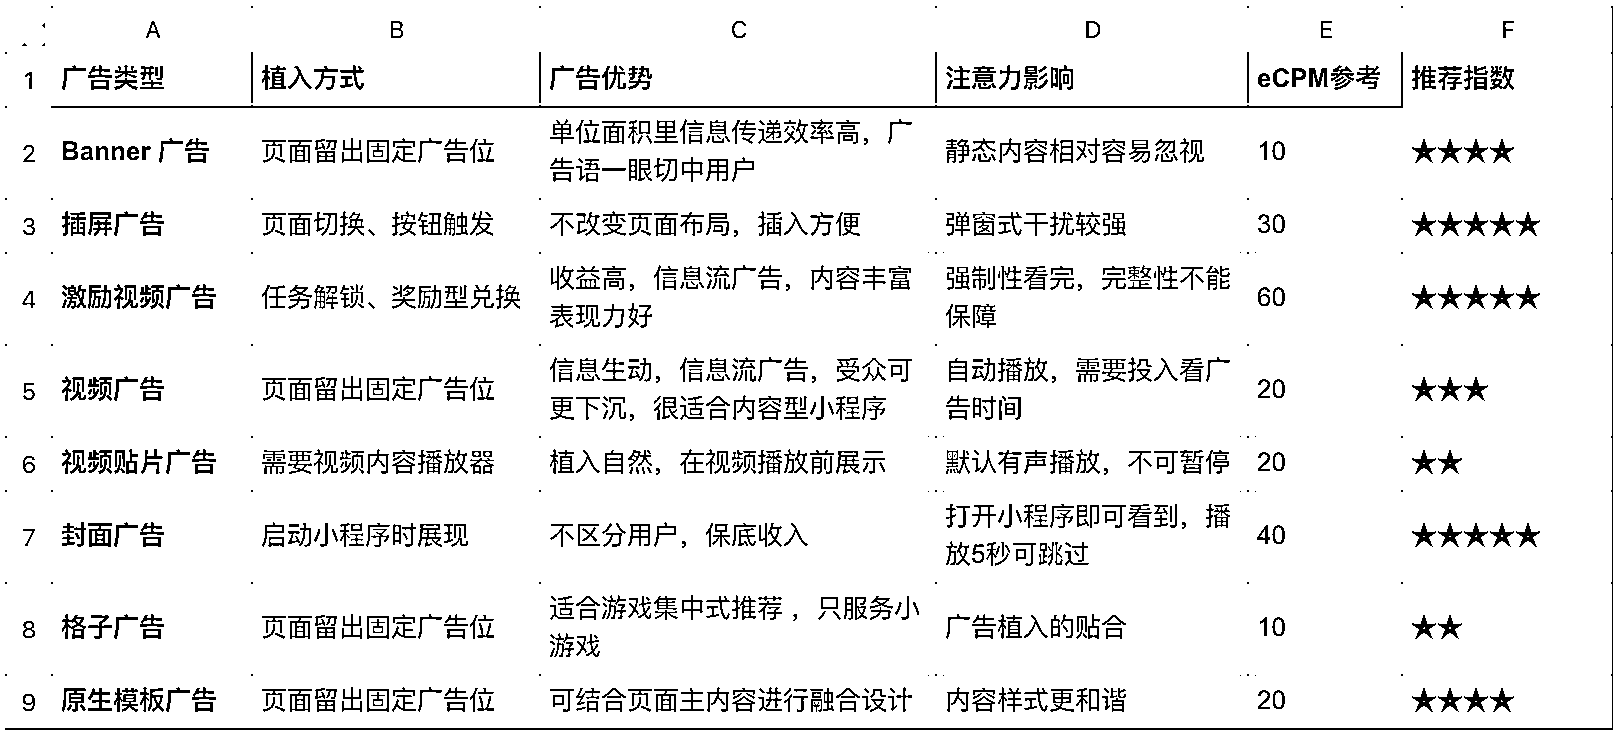 A B C D E F
1 广告类型 植入方式 广告优势 注意力影响 eCPM参考 推荐指数
2 Banner 广告 页面留出固定广告位 单位面积里信息传递效率高，广
告语一眼切中用户 静态内容相对容易忽视 10 ★★★★
3 插屏广告 页面切换、按钮触发 不改变页面布局，插入方便 弹窗式干扰较强 30 ★★★★★
4 激励视频广告 任务解锁、奖励型兑换 收益高，信息流广告，内容丰富
表现力好 强制性看完，完整性不能
保障 60 ★★★★★
5 视频广告 页面留出固定广告位 信息生动，信息流广告，受众可
更下沉，很适合内容型小程序 自动播放，需要投入看广
告时间 20 ★★★
6 视频贴片广告 需要视频内容播放器 植入自然，在视频播放前展示 默认有声播放，不可暂停 20 ★★
7 封面广告 启动小程序时展现 不区分用户，保底收入 打开小程序即可看到，播
放5秒可跳过 40 ★★★★★
8 格子广告 页面留出固定广告位 适合游戏集中式推荐 ，只服务小
游戏 广告植入的贴合 10 ★★
9 原生模板广告 页面留出固定广告位 可结合页面主内容进行融合设计 内容样式更和谐 20 ★★★★